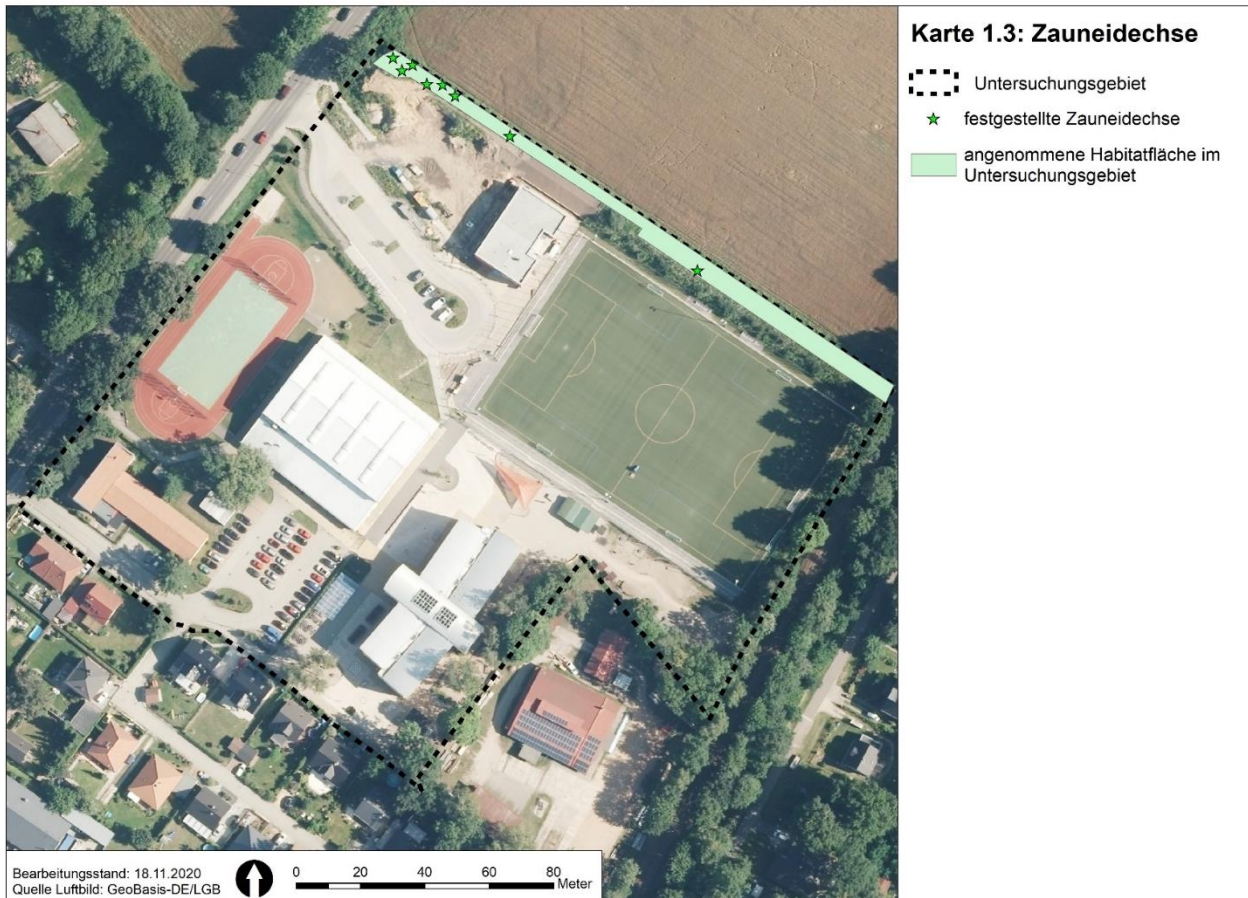 Karte 1.3: Zauneidechse
Untersuchungsgebiet
festgestellte Zauneidechse
angenommene Habitatfläche im
Untersuchungsgebiet
Bearbeitungsstand: 18.11.2020
Quelle Luftbild: GeoBasis-DE/LGB
0 20 40 60 80
Meter